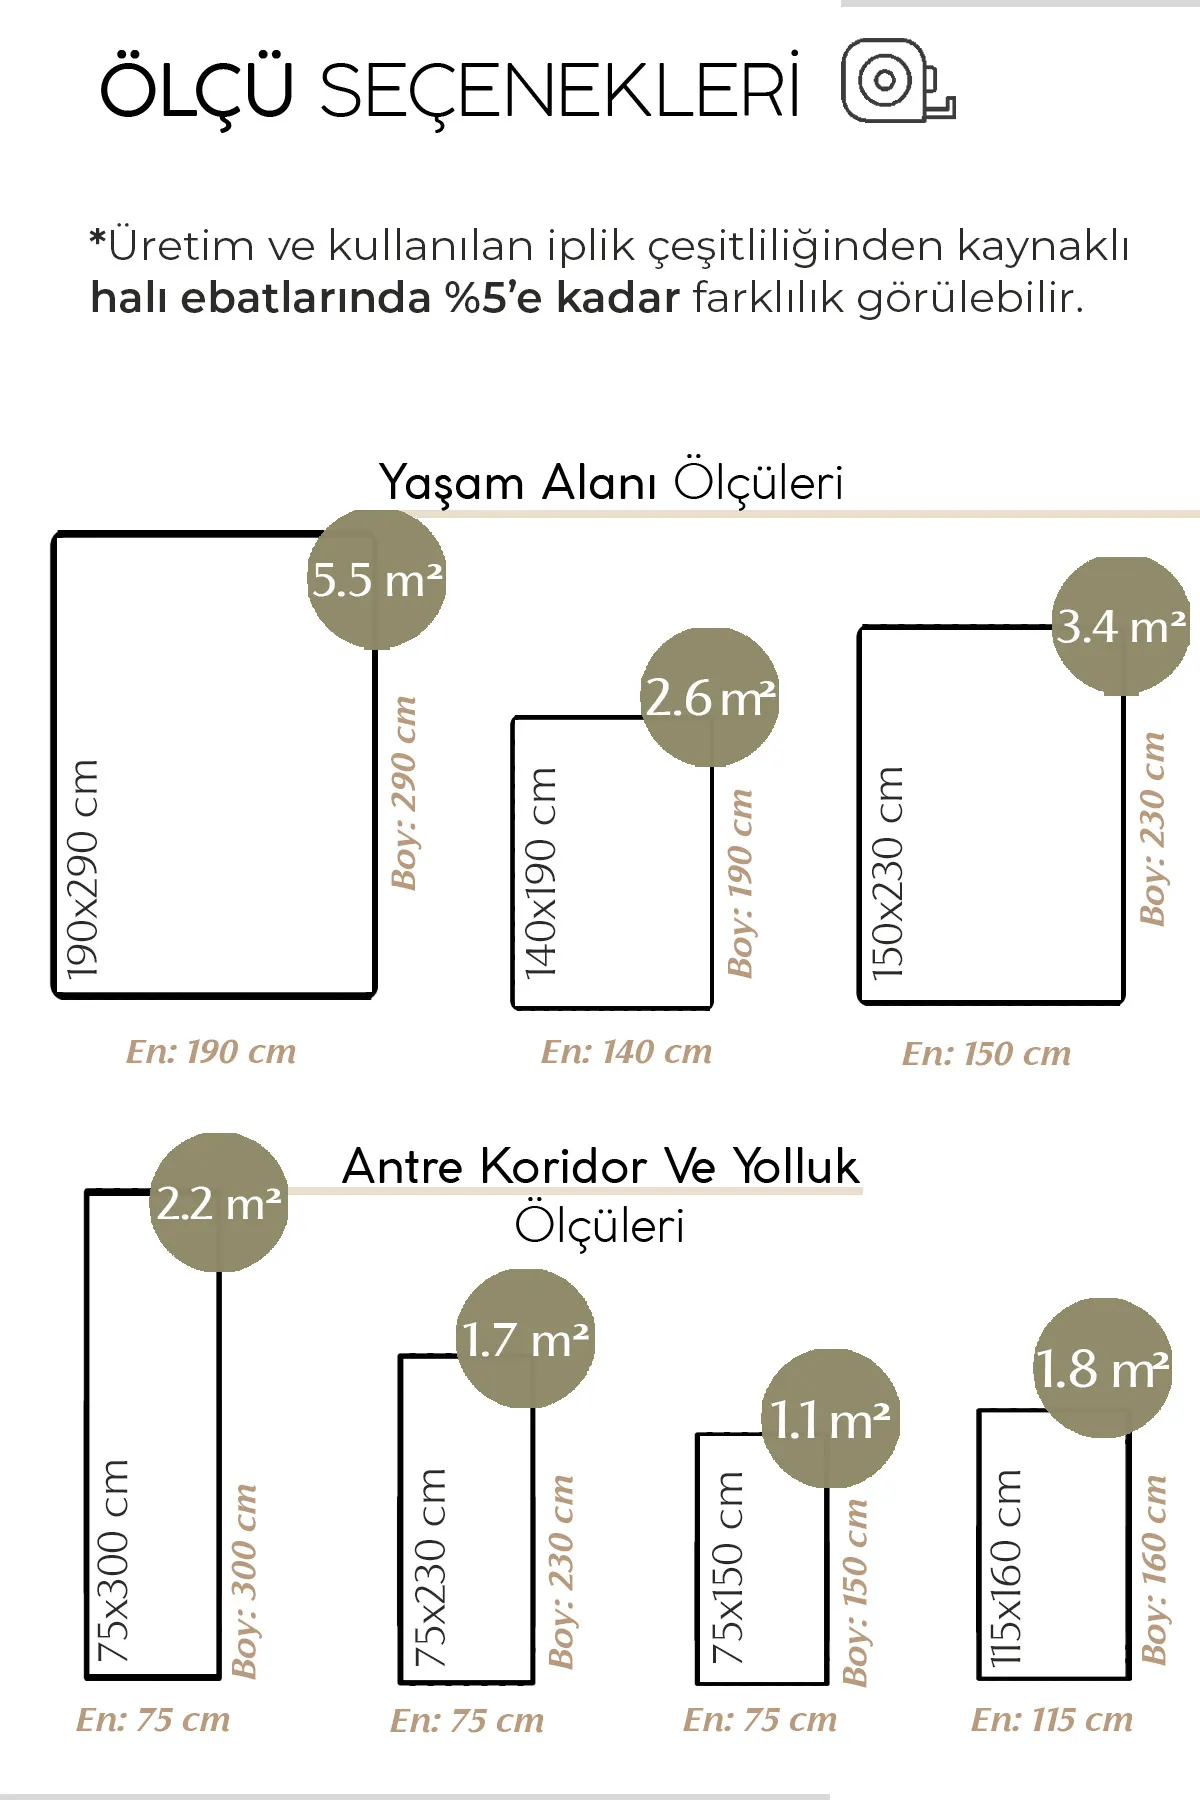 ÖLÇÜ SEÇENEKLERİ
*Üretim ve kullanılan iplik çeşitliliğinden kaynaklı
halı ebatlarında %5'e kadar farklılık görülebilir.
Yaşam Alanı Ölçüleri
5.5 m²
190x290 cm
Boy: 290 cm
En: 190 cm
2.6 m²
140x190 cm
Boy: 190 cm
En: 140 cm
3.4 m²
150x230 cm
Boy: 230 cm
En: 150 cm
Antre Koridor Ve Yolluk
Ölçüleri
2.2 m²
75x300 cm
Boy: 300 cm
En: 75 cm
1.7 m²
75x230 cm
Boy: 230 cm
En: 75 cm
1.1 m²
75x150 cm
Boy: 150 cm
En: 75 cm
1.8 m²
115x160 cm
Boy: 160 cm
En: 115 cm